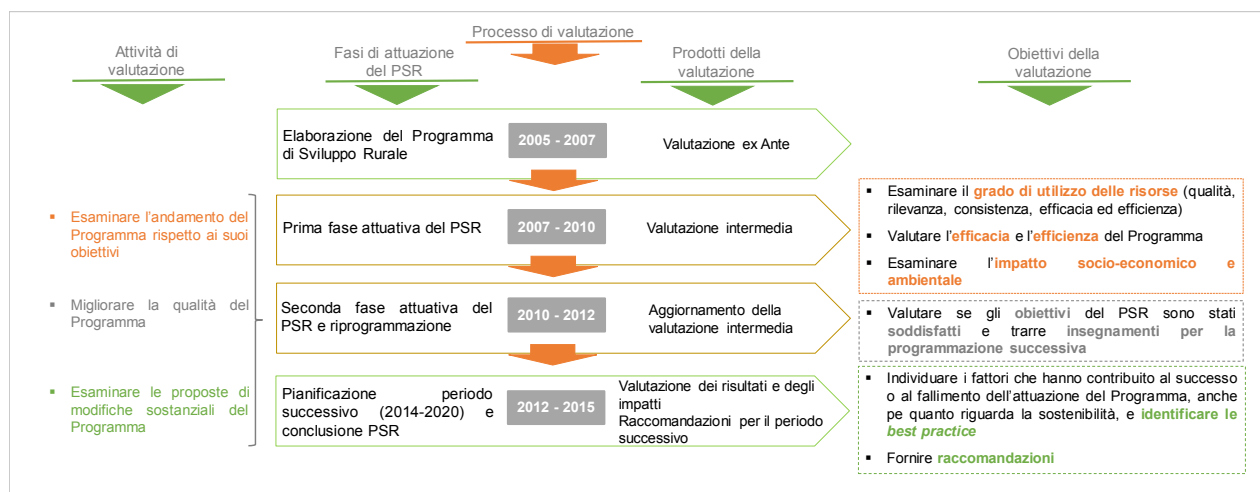 Processo di valutazione
Attività di
valutazione
Fasi di attuazione
del PSR
Prodotti della
valutazione
Obiettivi della
valutazione
Elaborazione del Programma
di Sviluppo Rurale
2005 - 2007
Valutazione ex Ante
▪ Esaminare l'andamento del
Programma rispetto ai suoi
obiettivi
▪ Migliorare la qualità del
Programma
▪ Esaminare le proposte di
modifiche sostanziali del
Programma
Prima fase attuativa del PSR
2007 - 2010
Valutazione intermedia
Seconda fase attuativa del
PSR e riprogrammazione
2010 - 2012
Aggiornamento della
valutazione intermedia
Pianificazione periodo
successivo (2014-2020) e
conclusione PSR
2012 - 2015
Valutazione dei risultati e degli
impatti
Raccomandazioni per il periodo
successivo
▪ Esaminare il grado di utilizzo delle risorse (qualità,
rilevanza, consistenza, efficacia ed efficienza)
▪ Valutare l'efficacia e l'efficienza del Programma
▪ Esaminare l'impatto socio-economico e
ambientale
▪ Valutare se gli obiettivi del PSR sono stati
soddisfatti e trarre insegnamenti per la
programmazione successiva
▪ Individuare i fattori che hanno contribuito al successo
o al fallimento dell'attuazione del Programma, anche
pe quanto riguarda la sostenibilità, e identificare le
best practice
▪ Fornire raccomandazioni